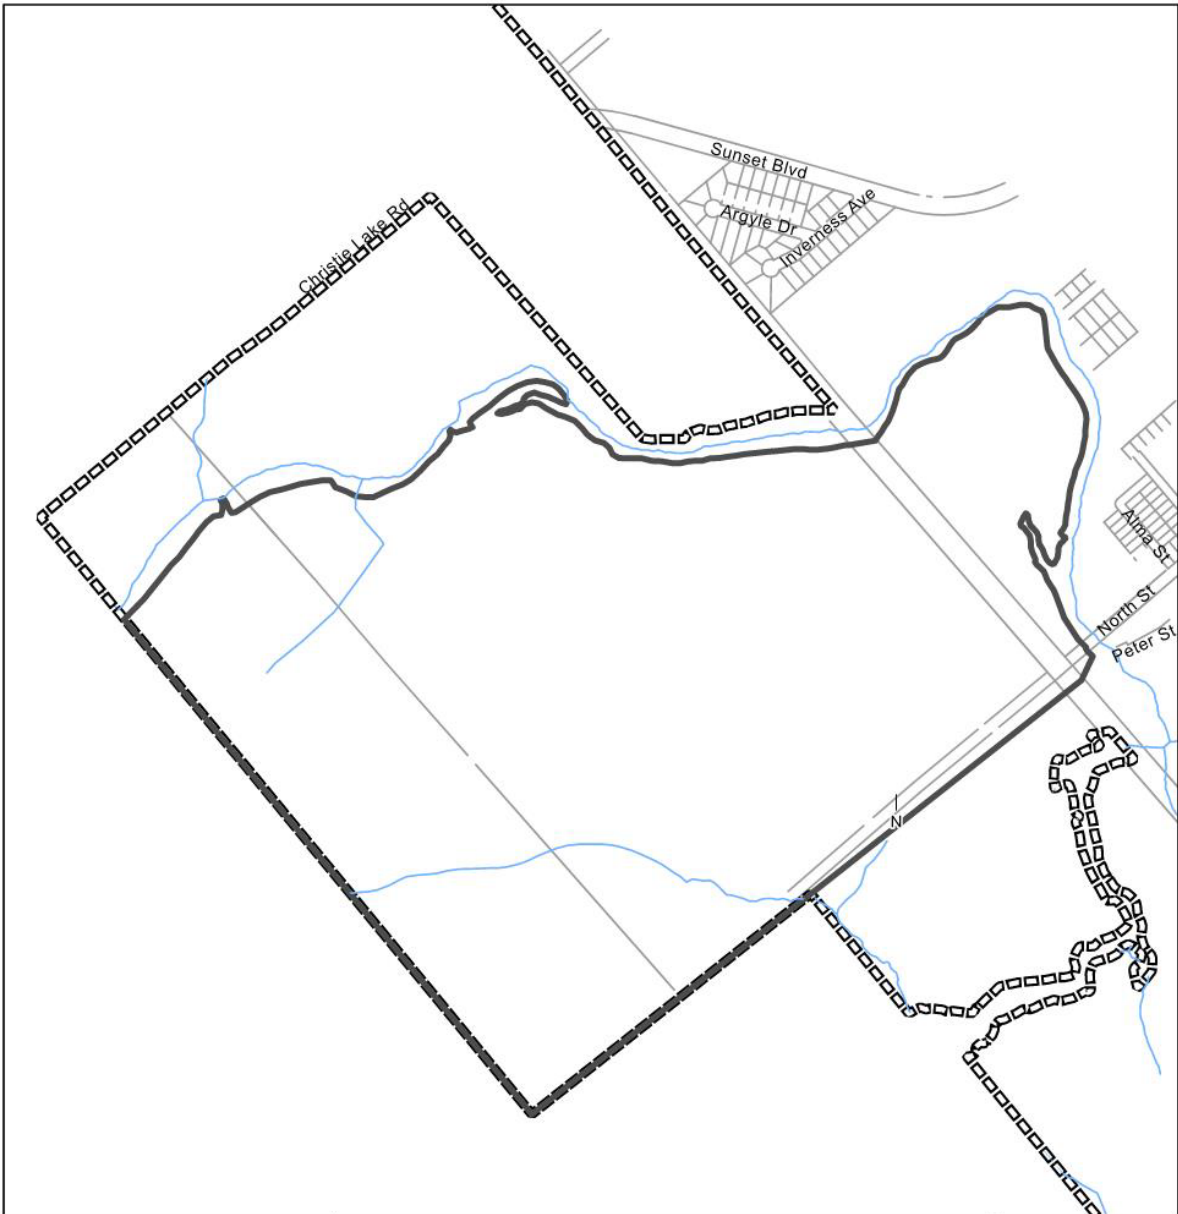 Sunset Blvd
Argyle Dr
Inverness Ave
Christie Lake Rd
Alma St
North St
Peter St
N